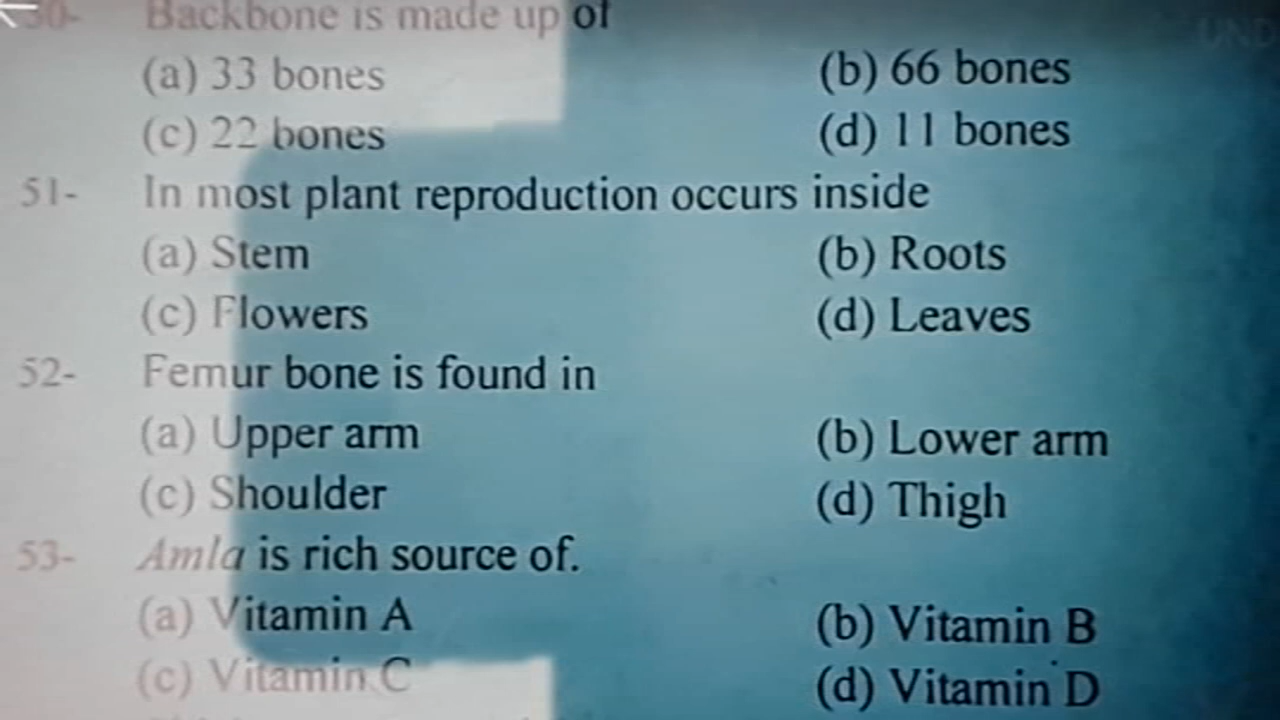 50- Backbone is made up of
(a) 33 bones (b) 66 bones
(c) 22 bones (d) 11 bones
51- In most plant reproduction occurs inside
(a) Stem (b) Roots
(c) Flowers (d) Leaves
52- Femur bone is found in
(a) Upper arm (b) Lower arm
(c) Shoulder (d) Thigh
53- Amla is rich source of.
(a) Vitamin A (b) Vitamin B
(c) Vitamin C (d) Vitamin D